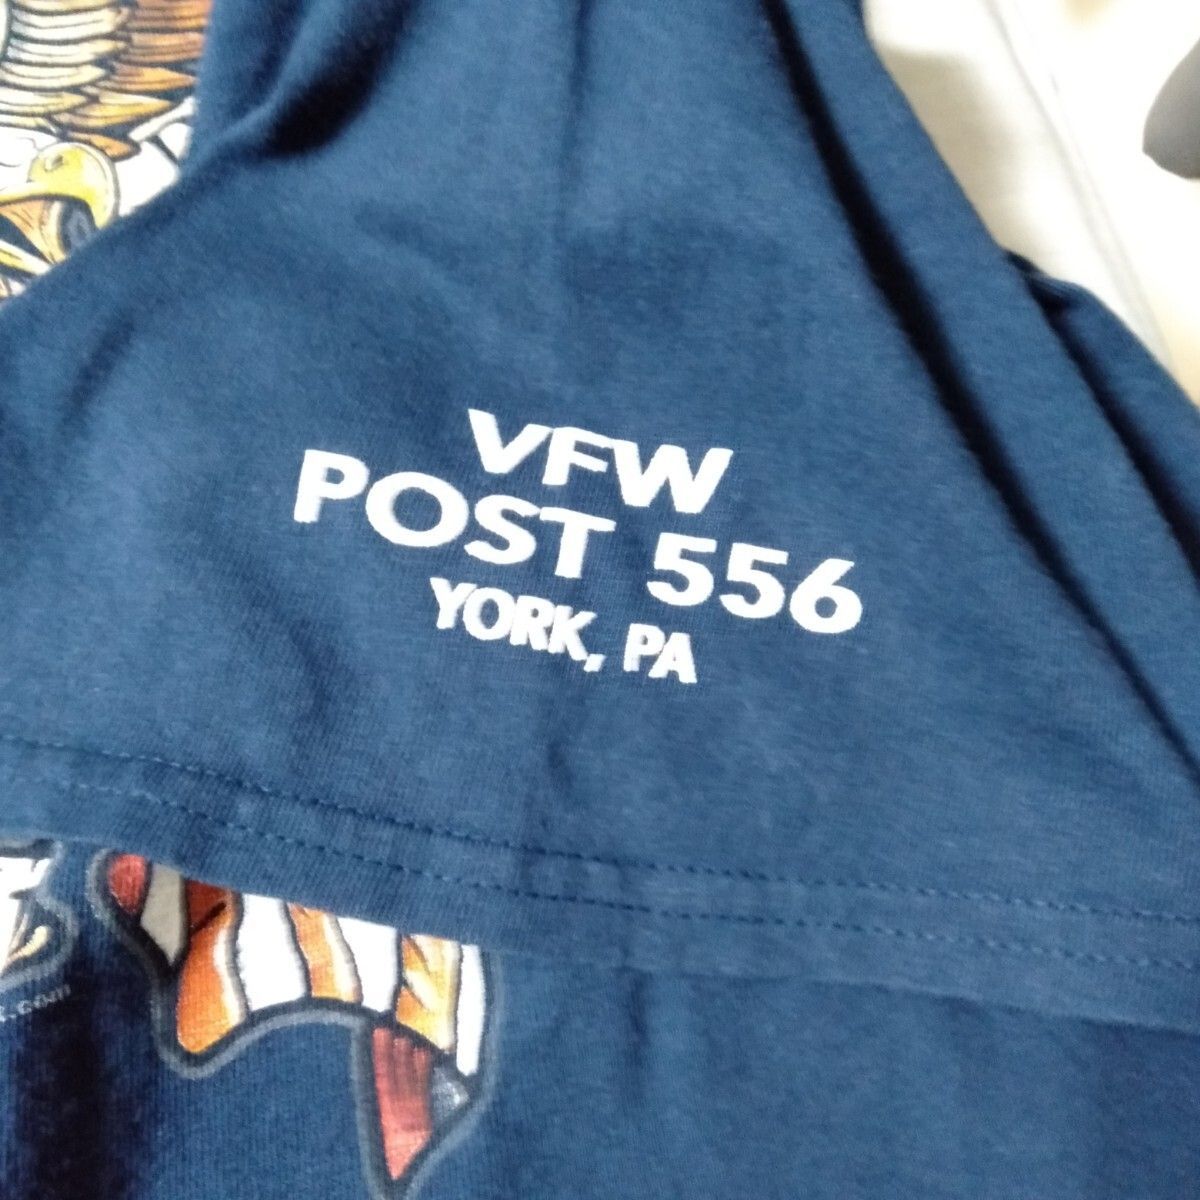 VFW
POST 556
YORK, PA